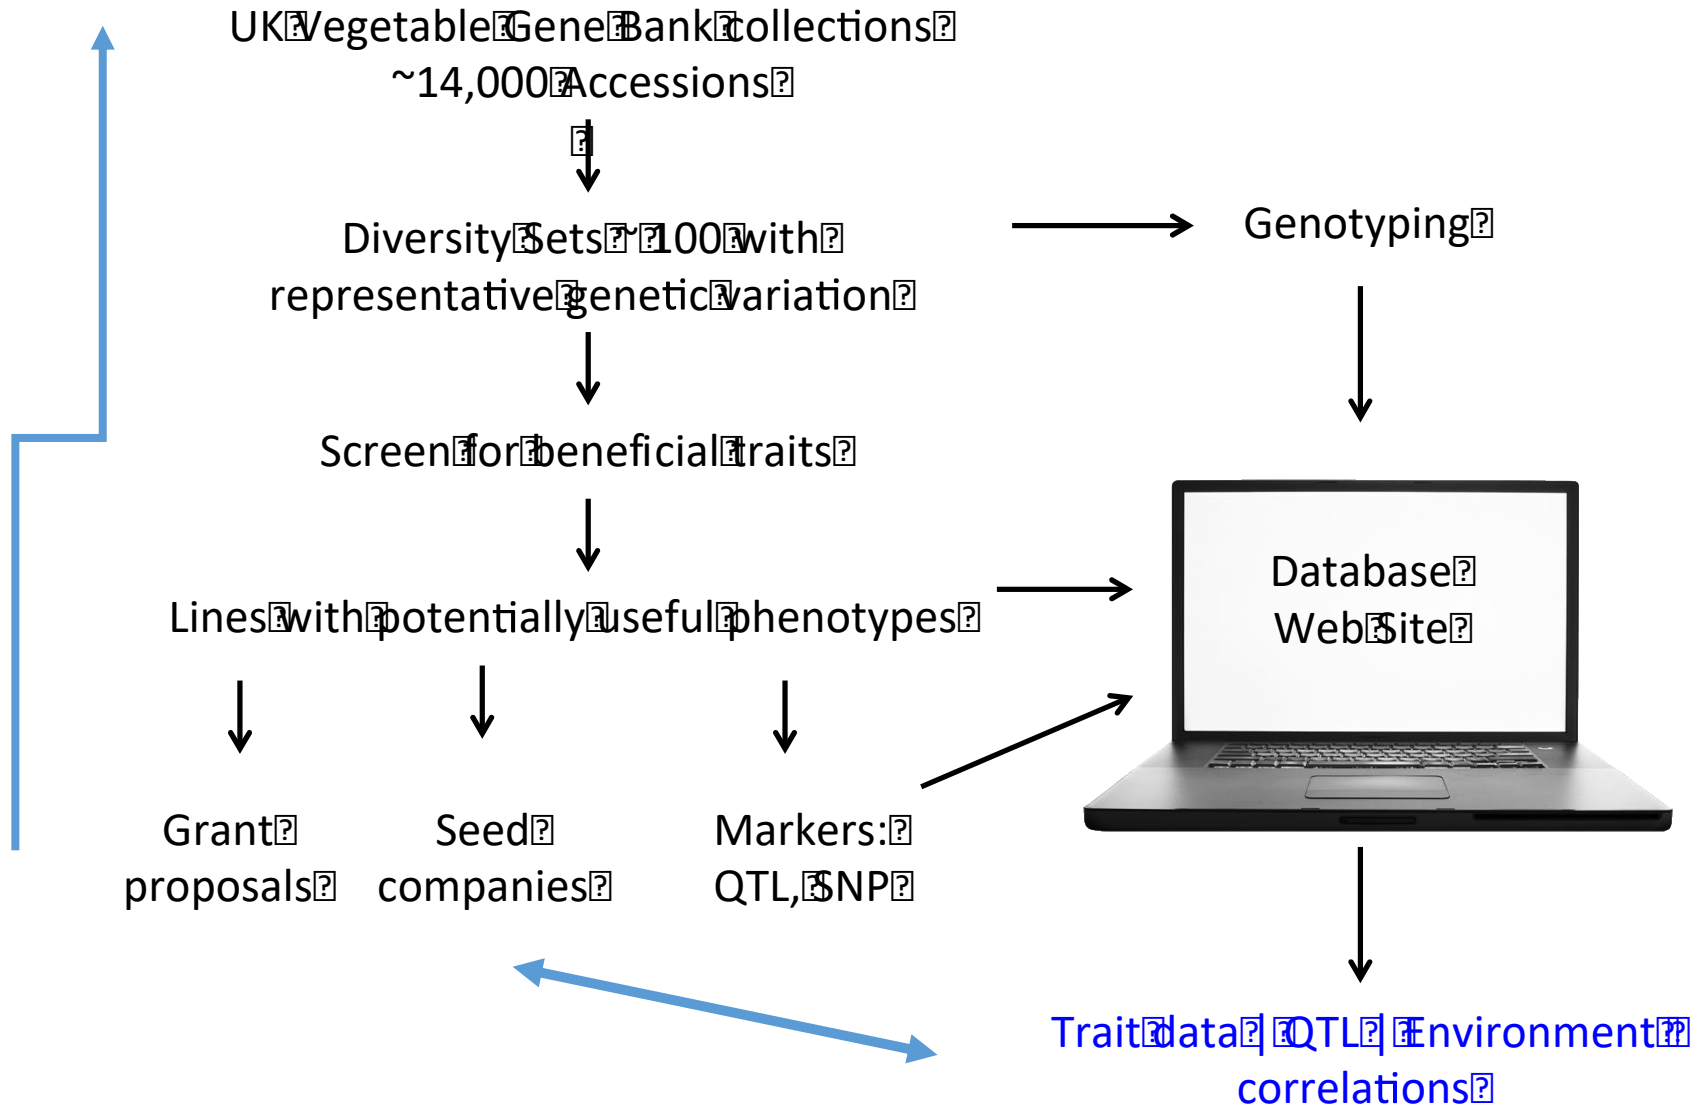 UK Vegetable Gene Bank collections
~14,000 Accessions
Diversity Sets ~ 100 with
representative genetic variation
Genotyping
Screen for beneficial traits
Lines with potentially useful phenotypes
Database
Web Site
Grant
proposals
Seed
companies
Markers:
QTL, SNP
Trait data | QTL | Environment
correlations